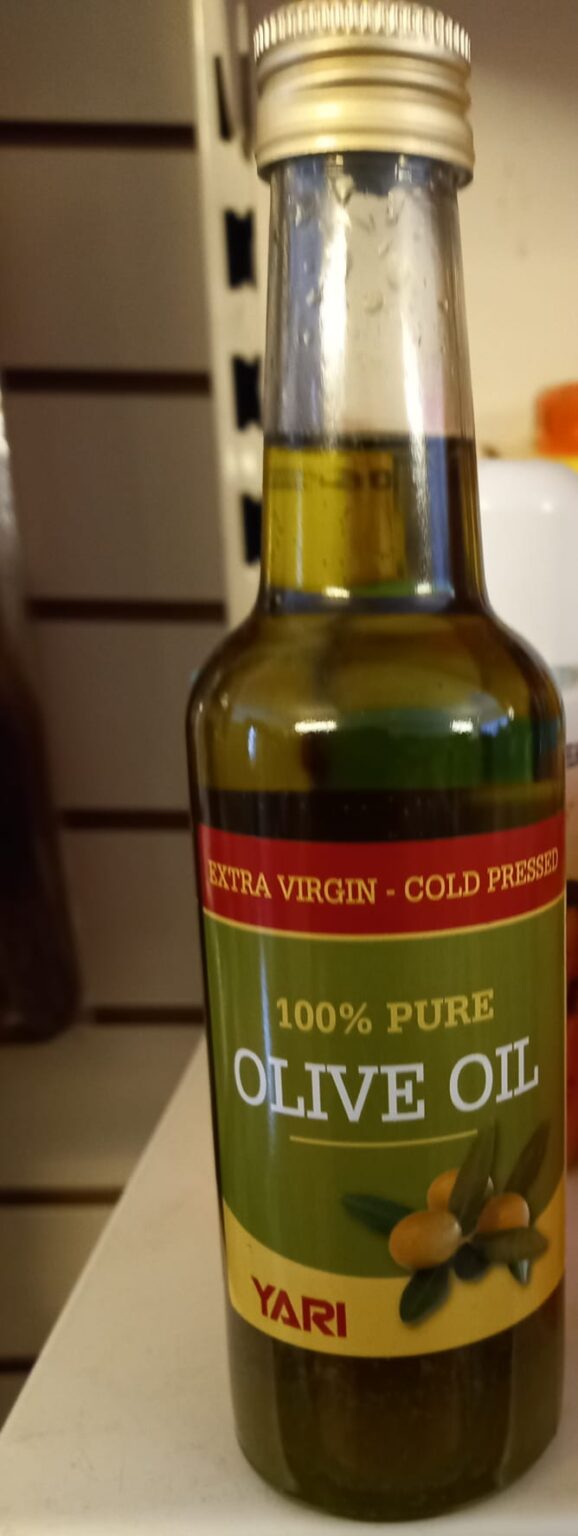 EXTRA VIRGIN - COLD PRESSED
100% PURE
OLIVE OIL
YARI